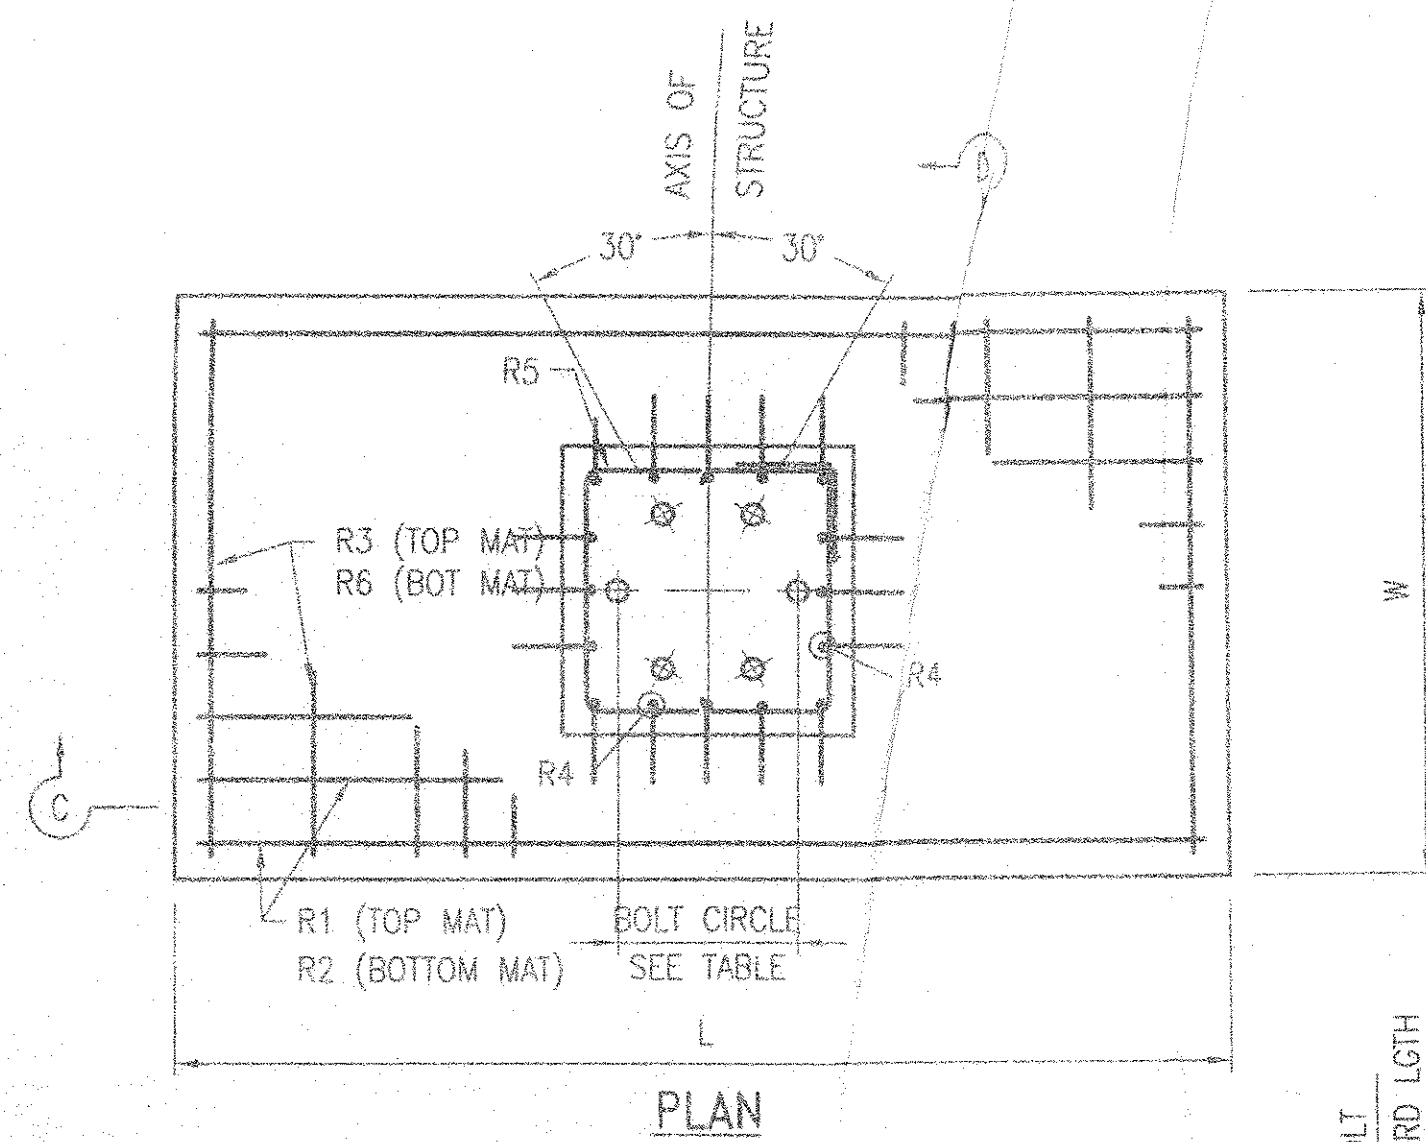 AXIS OF
STRUCTURE
D
30°
30°
R5
R3 (TOP MAT)
R6 (BOT MAT)
W
R4
R4
C
R1 (TOP MAT)
R2 (BOTTOM MAT)
BOLT CIRCLE
SEE TABLE
L
PLAN
LGTH